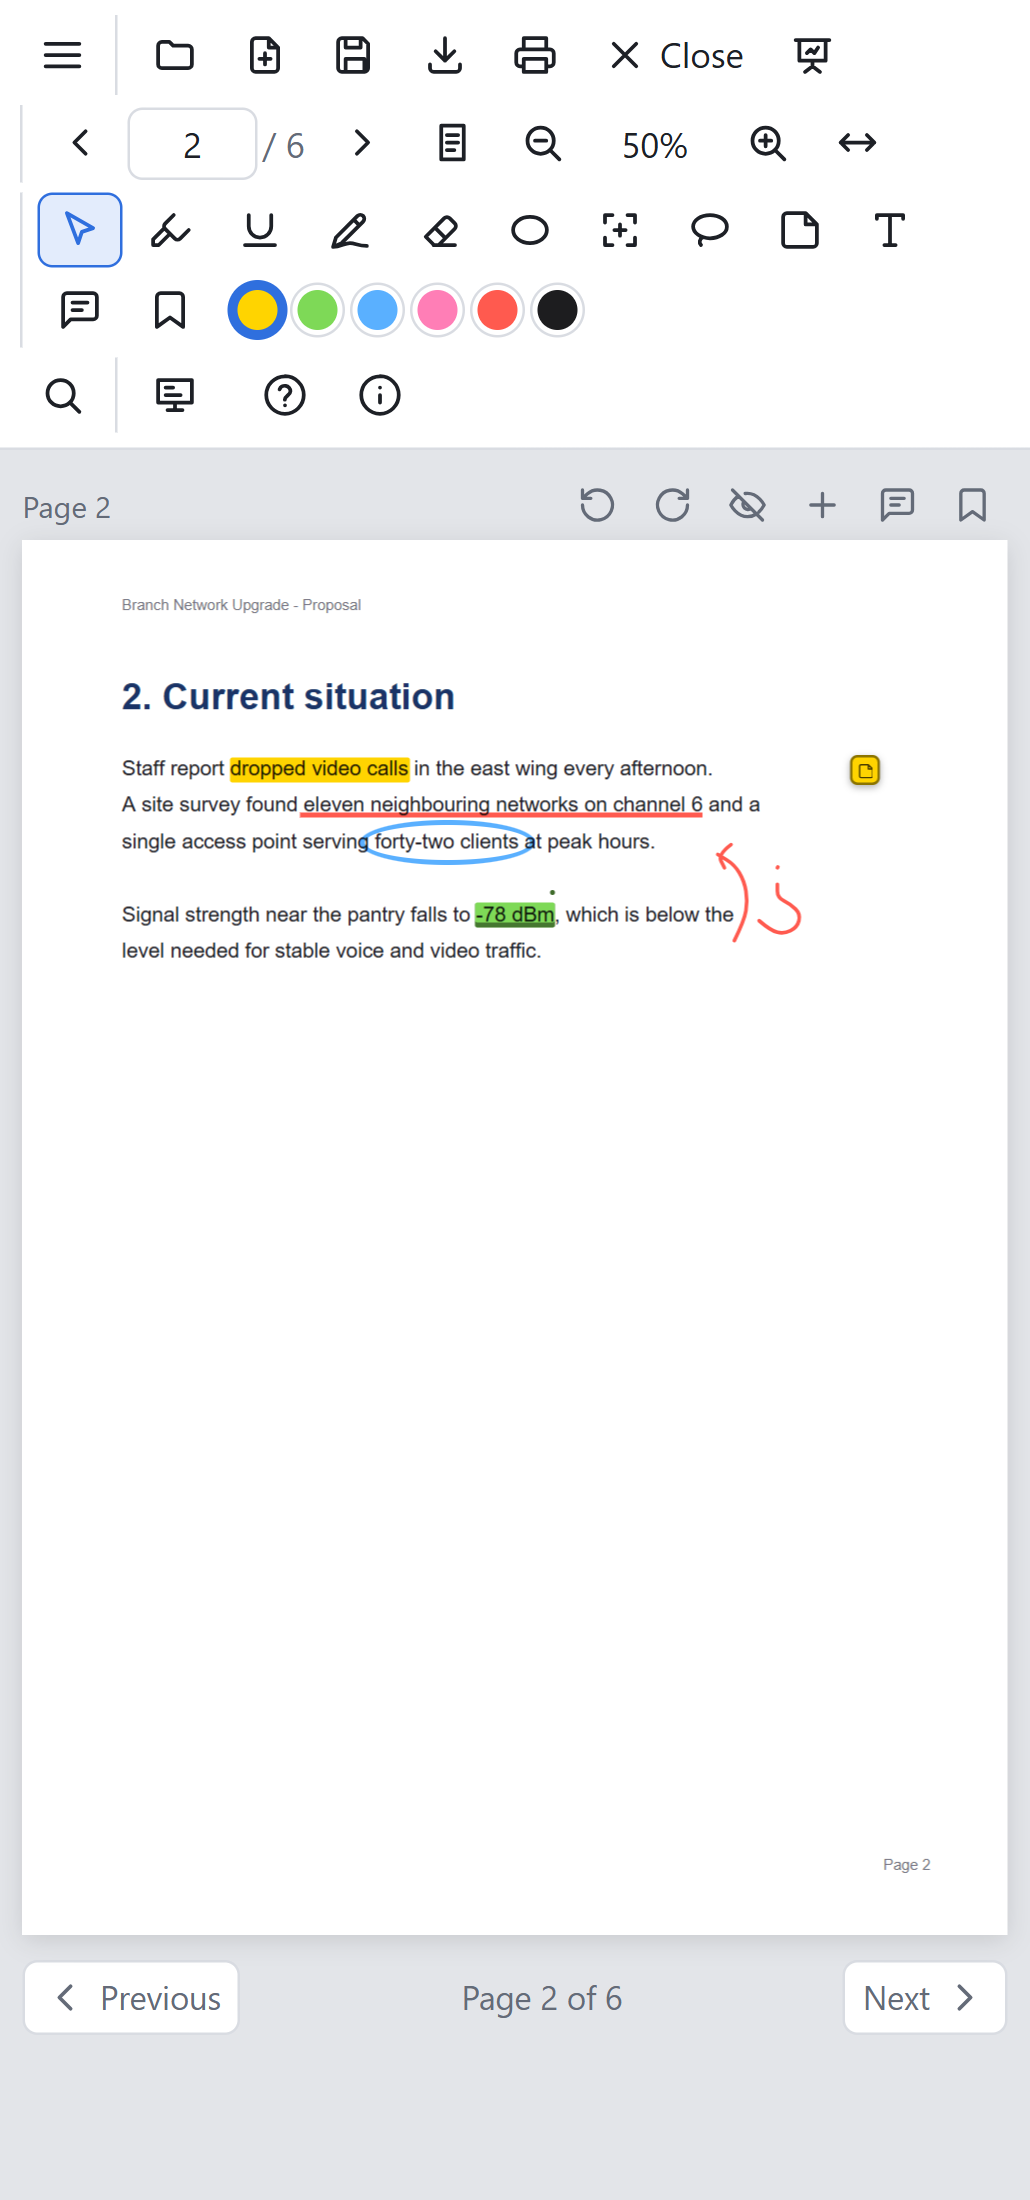 Close
2 / 6
50%
Page 2
Branch Network Upgrade - Proposal
2. Current situation
Staff report dropped video calls in the east wing every afternoon.
A site survey found eleven neighbouring networks on channel 6 and a
single access point serving forty-two clients at peak hours.
Signal strength near the pantry falls to -78 dBm, which is below the
level needed for stable voice and video traffic.
Page 2
Previous
Page 2 of 6
Next